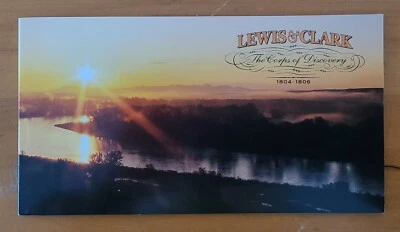 LEWIS & CLARK
The Corps of Discovery
1804-1806